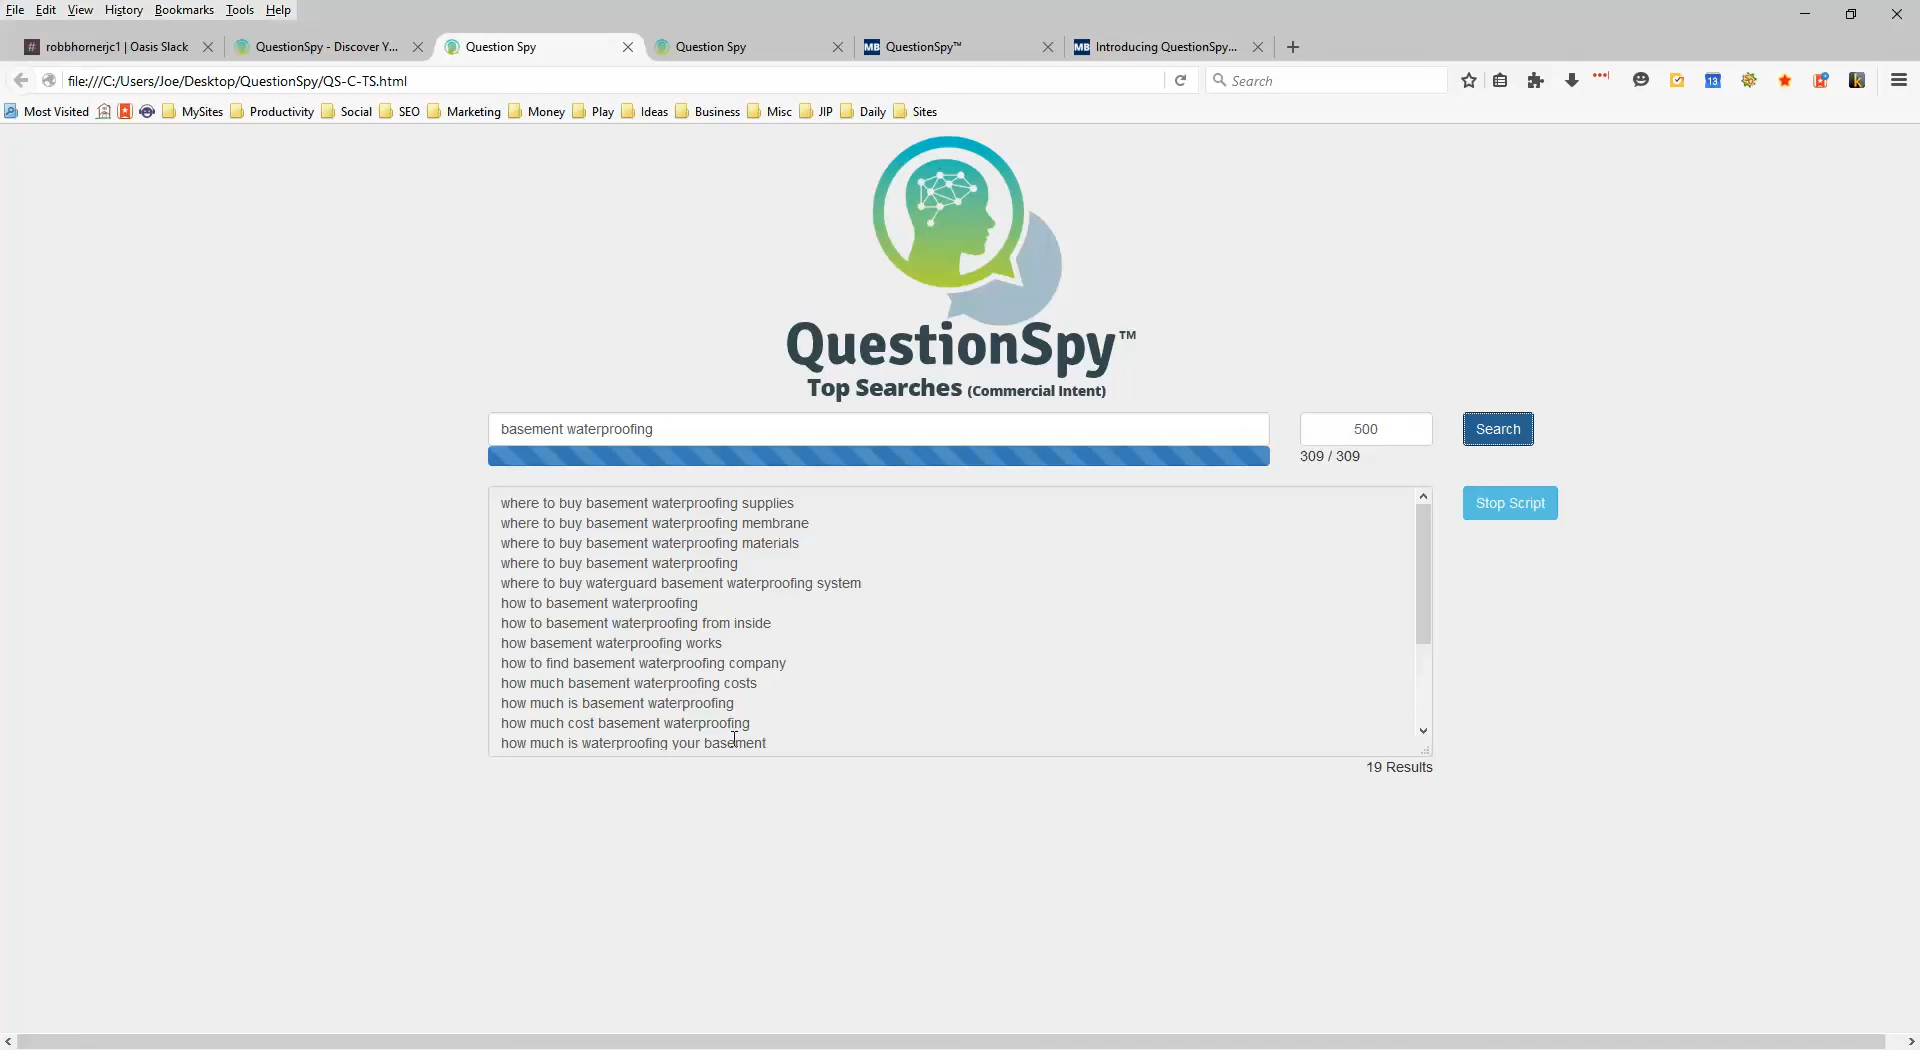 File Edit View History Bookmarks Tools Help
robbhornerjc1 | Oasis Slack
QuestionSpy - Discover Y...
Question Spy
Question Spy
MB QuestionSpy™
MB Introducing QuestionSpy...
file:///C:/Users/Joe/Desktop/QuestionSpy/QS-C-TS.html
Search
13
k
Most Visited MySites Productivity Social SEO Marketing Money Play Ideas Business Misc JIP Daily Sites
QuestionSpy™
Top Searches (Commercial Intent)
basement waterproofing
500
Search
309 / 309
where to buy basement waterproofing supplies
where to buy basement waterproofing membrane
where to buy basement waterproofing materials
where to buy basement waterproofing
where to buy waterguard basement waterproofing system
how to basement waterproofing
how to basement waterproofing from inside
how basement waterproofing works
how to find basement waterproofing company
how much basement waterproofing costs
how much is basement waterproofing
how much cost basement waterproofing
how much is waterproofing your basement
Stop Script
19 Results